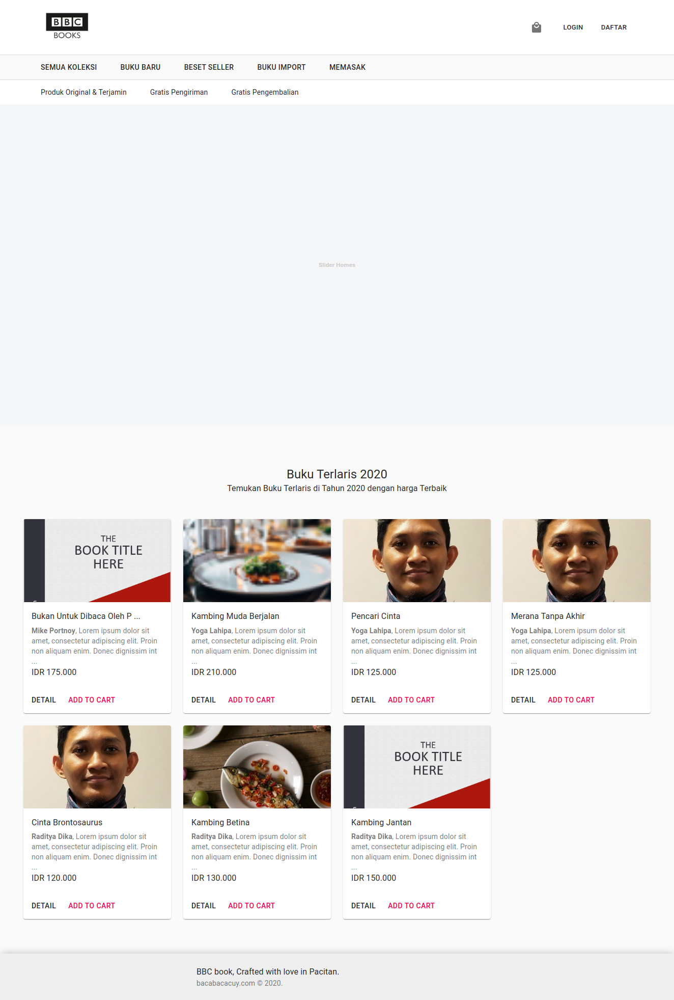 BBC
BOOKS
LOGIN
DAFTAR
SEMUA KOLEKSI
BUKU BARU
BESET SELLER
BUKU IMPORT
MEMASAK
Produk Original & Terjamin
Gratis Pengiriman
Gratis Pengembalian
Slider Homes
Buku Terlaris 2020
Temukan Buku Terlaris di Tahun 2020 dengan harga Terbaik
THE
BOOK TITLE
HERE
Bukan Untuk Dibaca Oleh P ...
Mike Portnoy, Lorem ipsum dolor sit
amet, consectetur adipiscing elit. Proin
non aliquam enim. Donec dignissim int
...
IDR 175.000
DETAIL
ADD TO CART
Kambing Muda Berjalan
Yoga Lahipa, Lorem ipsum dolor sit
amet, consectetur adipiscing elit. Proin
non aliquam enim. Donec dignissim int
...
IDR 210.000
DETAIL
ADD TO CART
Pencari Cinta
Yoga Lahipa, Lorem ipsum dolor sit
amet, consectetur adipiscing elit. Proin
non aliquam enim. Donec dignissim int
...
IDR 125.000
DETAIL
ADD TO CART
Merana Tanpa Akhir
Yoga Lahipa, Lorem ipsum dolor sit
amet, consectetur adipiscing elit. Proin
non aliquam enim. Donec dignissim int
...
IDR 125.000
DETAIL
ADD TO CART
Cinta Brontosaurus
Raditya Dika, Lorem ipsum dolor sit
amet, consectetur adipiscing elit. Proin
non aliquam enim. Donec dignissim int
...
IDR 120.000
DETAIL
ADD TO CART
Kambing Betina
Raditya Dika, Lorem ipsum dolor sit
amet, consectetur adipiscing elit. Proin
non aliquam enim. Donec dignissim int
...
IDR 130.000
DETAIL
ADD TO CART
THE
BOOK TITLE
HERE
Kambing Jantan
Raditya Dika, Lorem ipsum dolor sit
amet, consectetur adipiscing elit. Proin
non aliquam enim. Donec dignissim int
...
IDR 150.000
DETAIL
ADD TO CART
BBC book, Crafted with love in Pacitan.
bacabacacuy.com © 2020.